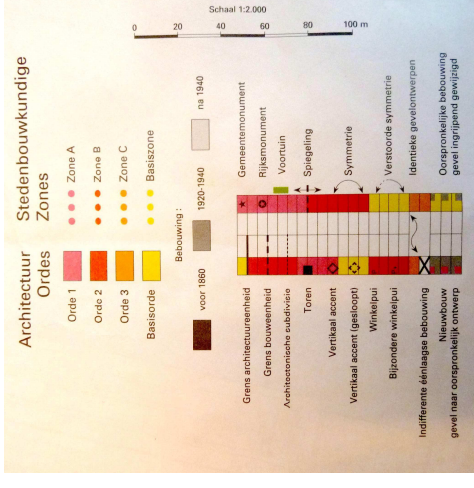 Architectuur Ordes
Stedenbouwkundige Zones
Orde 1
Zone A
Orde 2
Zone B
Orde 3
Zone C
Basisorde
Basiszone
Bebouwing :
voor 1860
1920-1940
na 1940
Grens architectuureenheid
Grens bouweenheid
Architectonische subdivisie
Toren
Vertikaal accent
Vertikaal accent (gesloopt)
Winkelpui
Bijzondere winkelpui
Indifferente éénlaagse bebouwing
Nieuwbouw
gevel naar oorspronkelijk ontwerp
Gemeentemonument
Rijksmonument
Voortuin
Spiegeling
Symmetrie
Verstoorde symmetrie
Identieke gevelontwerpen
Oorspronkelijke bebouwing
gevel ingrijpend gewijzigd
Schaal 1:2.000
0 20 40 60 80 100 m